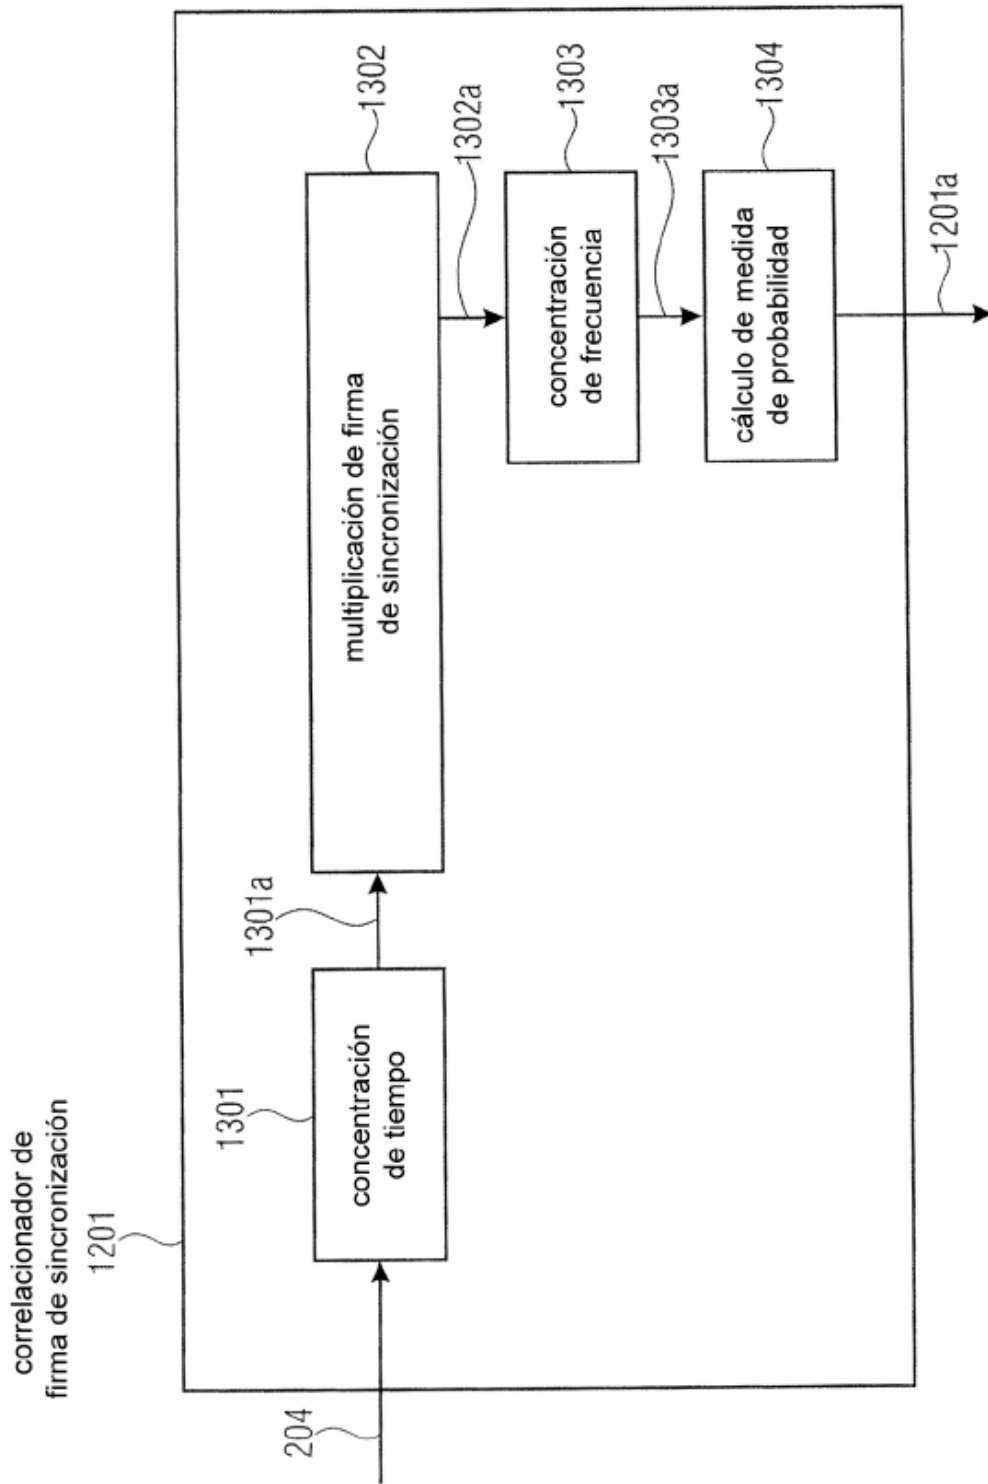 correlacionador de
firma de sincronización
1201
204
1301
concentración
de tiempo
1301a
multiplicación de firma
de sincronización
1302
1302a
concentración
de frecuencia
1303
1303a
cálculo de medida
de probabilidad
1304
1201a